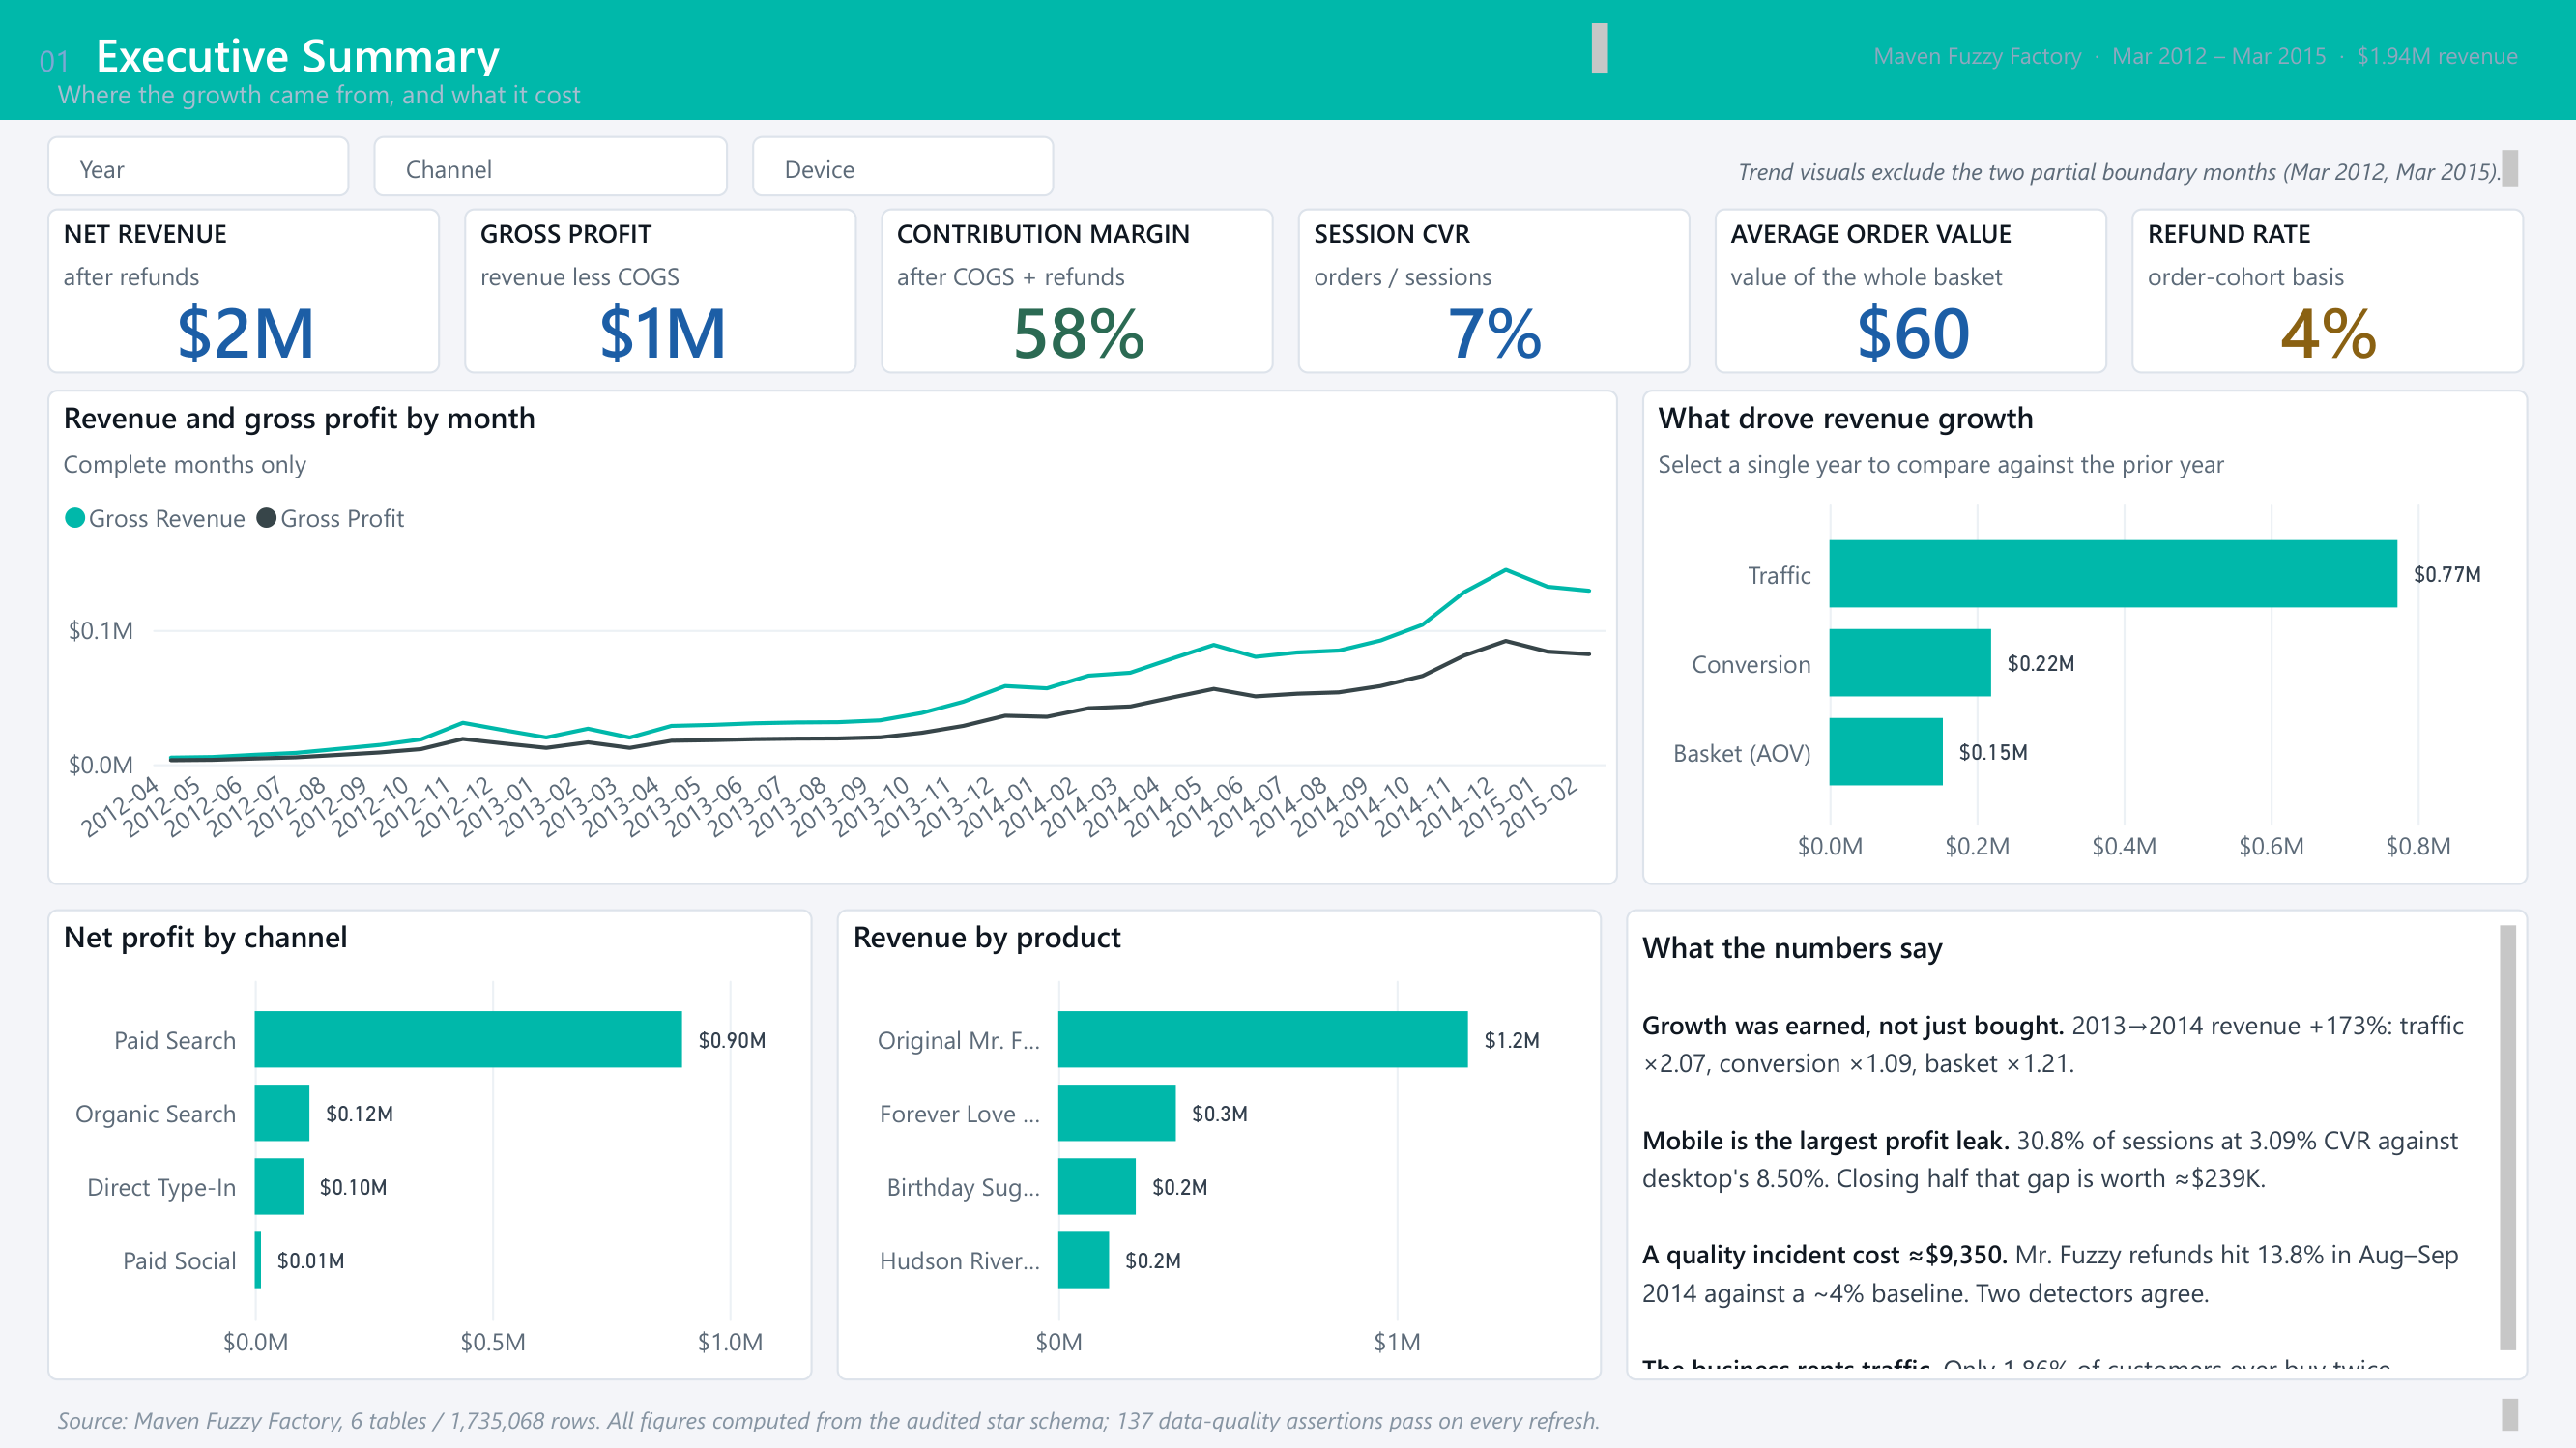 01 Executive Summary
Where the growth came from, and what it cost
Maven Fuzzy Factory · Mar 2012 – Mar 2015 · $1.94M revenue
Year
Channel
Device
Trend visuals exclude the two partial boundary months (Mar 2012, Mar 2015).
NET REVENUE
after refunds
$2M
GROSS PROFIT
revenue less COGS
$1M
CONTRIBUTION MARGIN
after COGS + refunds
58%
SESSION CVR
orders / sessions
7%
AVERAGE ORDER VALUE
value of the whole basket
$60
REFUND RATE
order-cohort basis
4%
Revenue and gross profit by month
Complete months only
Gross Revenue Gross Profit
$0.1M
$0.0M
2012-04
2012-05
2012-06
2012-07
2012-08
2012-09
2012-10
2012-11
2012-12
2013-01
2013-02
2013-03
2013-04
2013-05
2013-06
2013-07
2013-08
2013-09
2013-10
2013-11
2013-12
2014-01
2014-02
2014-03
2014-04
2014-05
2014-06
2014-07
2014-08
2014-09
2014-10
2014-11
2014-12
2015-01
2015-02
What drove revenue growth
Select a single year to compare against the prior year
Traffic $0.77M
Conversion $0.22M
Basket (AOV) $0.15M
$0.0M $0.2M $0.4M $0.6M $0.8M
Net profit by channel
Paid Search $0.90M
Organic Search $0.12M
Direct Type-In $0.10M
Paid Social $0.01M
$0.0M $0.5M $1.0M
Revenue by product
Original Mr. F... $1.2M
Forever Love ... $0.3M
Birthday Sug... $0.2M
Hudson River... $0.2M
$0M $1M
What the numbers say
Growth was earned, not just bought. 2013→2014 revenue +173%: traffic
×2.07, conversion ×1.09, basket ×1.21.
Mobile is the largest profit leak. 30.8% of sessions at 3.09% CVR against
desktop's 8.50%. Closing half that gap is worth ≈$239K.
A quality incident cost ≈$9,350. Mr. Fuzzy refunds hit 13.8% in Aug–Sep
2014 against a ~4% baseline. Two detectors agree.
The business rents traffic. Only 1.86% of customers ever buy twice
Source: Maven Fuzzy Factory, 6 tables / 1,735,068 rows. All figures computed from the audited star schema; 137 data-quality assertions pass on every refresh.